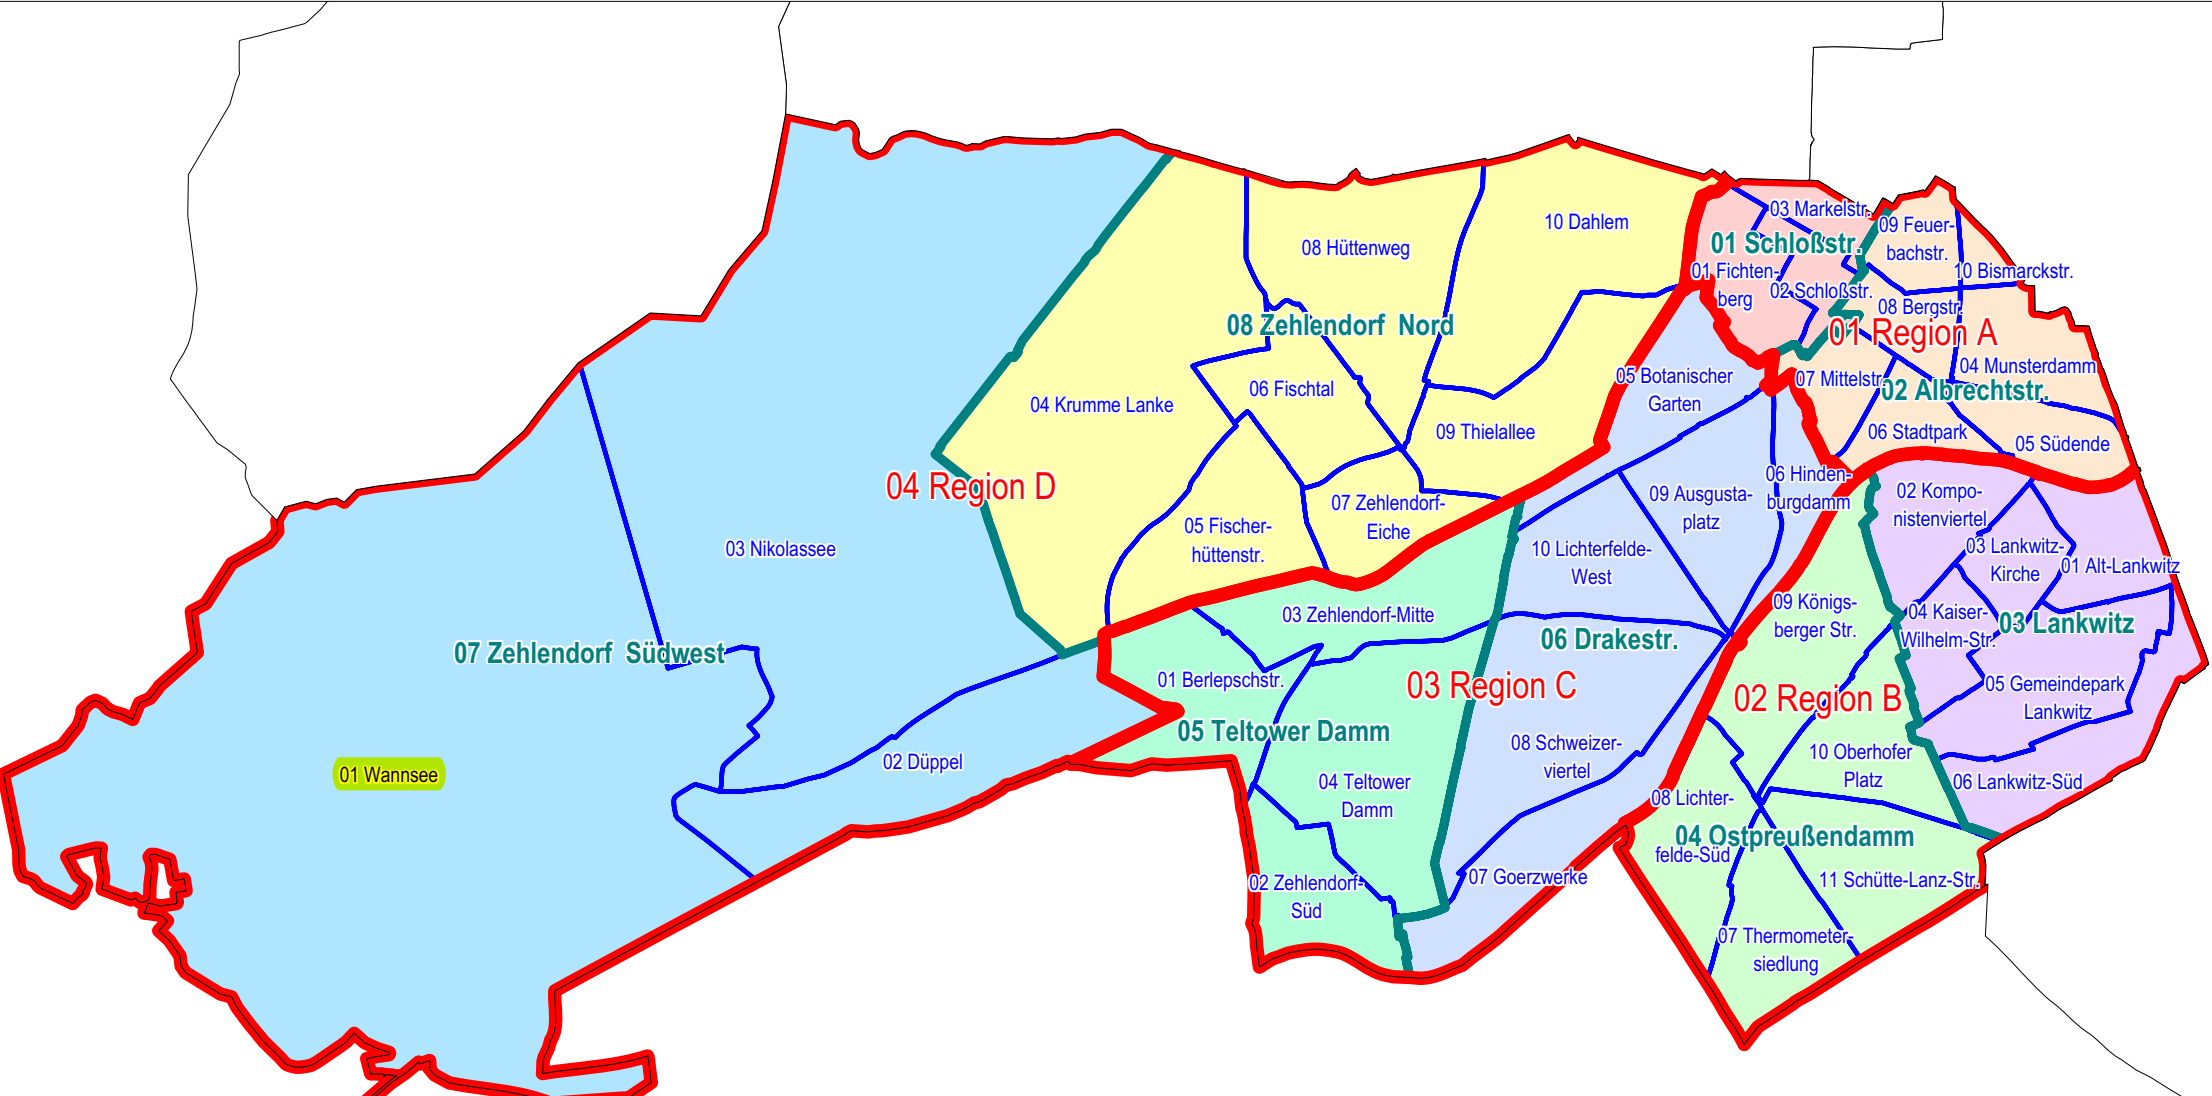 03 Markelstr.
10 Dahlem
09 Feuer-
bachstr.
01 Schloßstr.
08 Hüttenweg
01 Fichten-
berg
10 Bismarckstr.
02 Schloßstr.
08 Bergstr.
08 Zehlendorf Nord
01 Region A
04 Munsterdamm
05 Botanischer
Garten
07 Mittelstr.
02 Albrechtstr.
06 Fischtal
04 Krumme Lanke
09 Thielallee
06 Stadtpark
05 Südende
04 Region D
06 Hinden-
burgdamm
09 Ausgusta-
platz
02 Kompo-
nistenviertel
07 Zehlendorf-
Eiche
05 Fischer-
hüttenstr.
03 Nikolassee
10 Lichterfelde-
West
03 Lankwitz-
Kirche
01 Alt-Lankwitz
03 Zehlendorf-Mitte
09 Königs-
berger Str.
04 Kaiser-
Wilhelm-Str.
03 Lankwitz
06 Drakestr.
07 Zehlendorf Südwest
01 Berlepschstr.
03 Region C
02 Region B
05 Gemeindepark
Lankwitz
05 Teltower Damm
08 Schweizer-
viertel
10 Oberhofer
Platz
02 Düppel
01 Wannsee
04 Teltower
Damm
06 Lankwitz-Süd
08 Lichter-
felde-Süd
04 Ostpreußendamm
07 Goerzwerke
02 Zehlendorf-
Süd
11 Schütte-Lanz-Str.
07 Thermometer-
siedlung